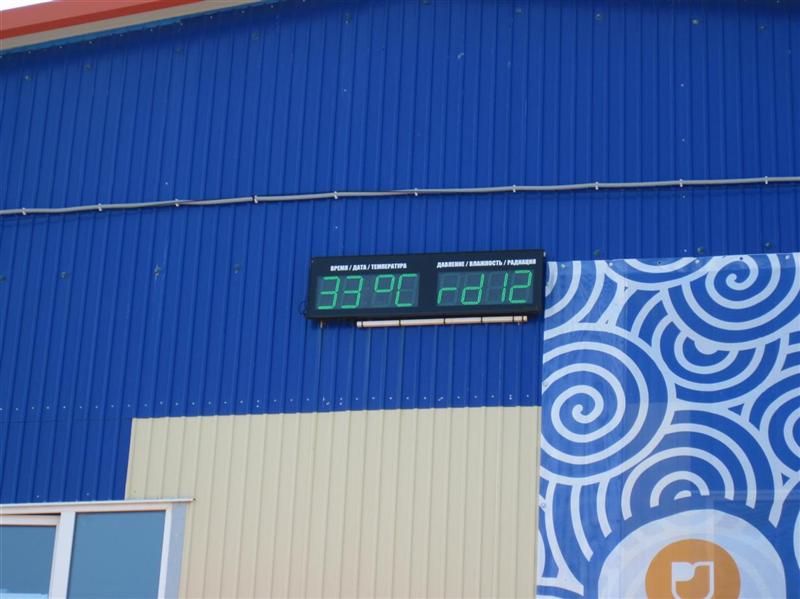 ВРЕМЯ / ДАТА / ТЕМПЕРАТУРА
33 °C
ДАВЛЕНИЕ / ВЛАЖНОСТЬ / РАДИАЦИЯ
rd12